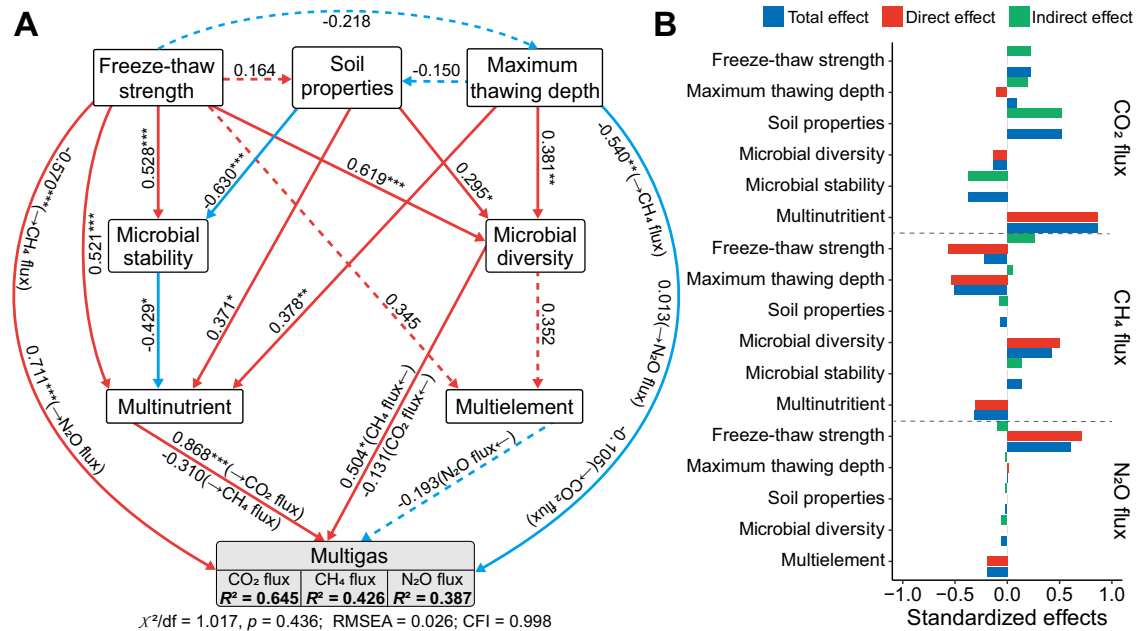 A
-0.218
Freeze-thaw
strength
0.164
Soil
properties
-0.150
Maximum
thawing depth
-0.570***(→CH₄ flux)
0.521***
0.528***
-0.630***
0.619***
0.295*
0.381**
-0.540**(→CH₄ flux)
Microbial
stability
Microbial
diversity
-0.429*
0.371*
0.378**
0.345
0.352
0.013(→N₂O flux)
0.711***(→N₂O flux)
Multinutrient
Multielement
0.868***(→CO₂ flux)
-0.310(→CH₄ flux)
0.504*(CH₄ flux←)
-0.131(CO₂ flux←)
-0.193(N₂O flux←)
-0.105(→CO₂ flux)
Multigas
CO₂ flux
R² = 0.645
CH₄ flux
R² = 0.426
N₂O flux
R² = 0.387
χ²/df = 1.017, p = 0.436; RMSEA = 0.026; CFI = 0.998
B
Total effect Direct effect Indirect effect
Freeze-thaw strength
Maximum thawing depth
Soil properties
Microbial diversity
Microbial stability
Multinutritient
CO₂ flux
Freeze-thaw strength
Maximum thawing depth
Soil properties
Microbial diversity
Microbial stability
Multinutritient
CH₄ flux
Freeze-thaw strength
Maximum thawing depth
Soil properties
Microbial diversity
Multielement
N₂O flux
−1.0 −0.5 0.0 0.5 1.0
Standardized effects